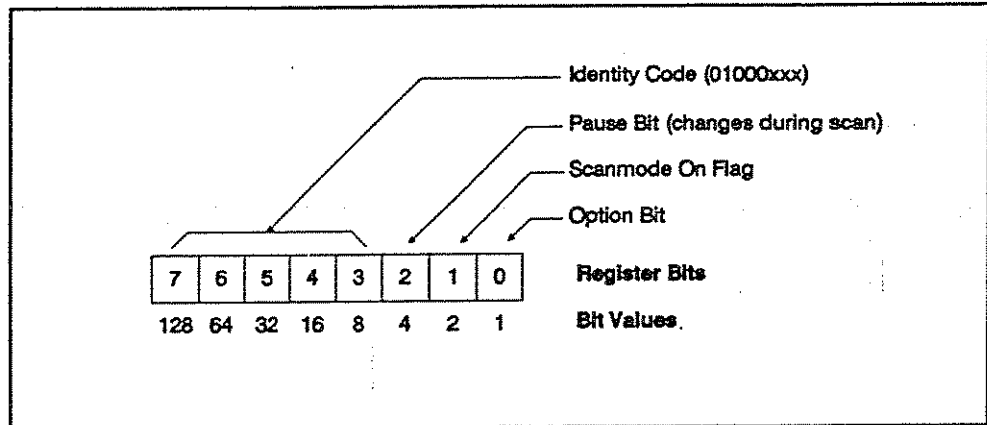 Identity Code (01000xxx)
Pause Bit (changes during scan)
Scanmode On Flag
Option Bit
7 6 5 4 3 2 1 0 Register Bits
128 64 32 16 8 4 2 1 Bit Values